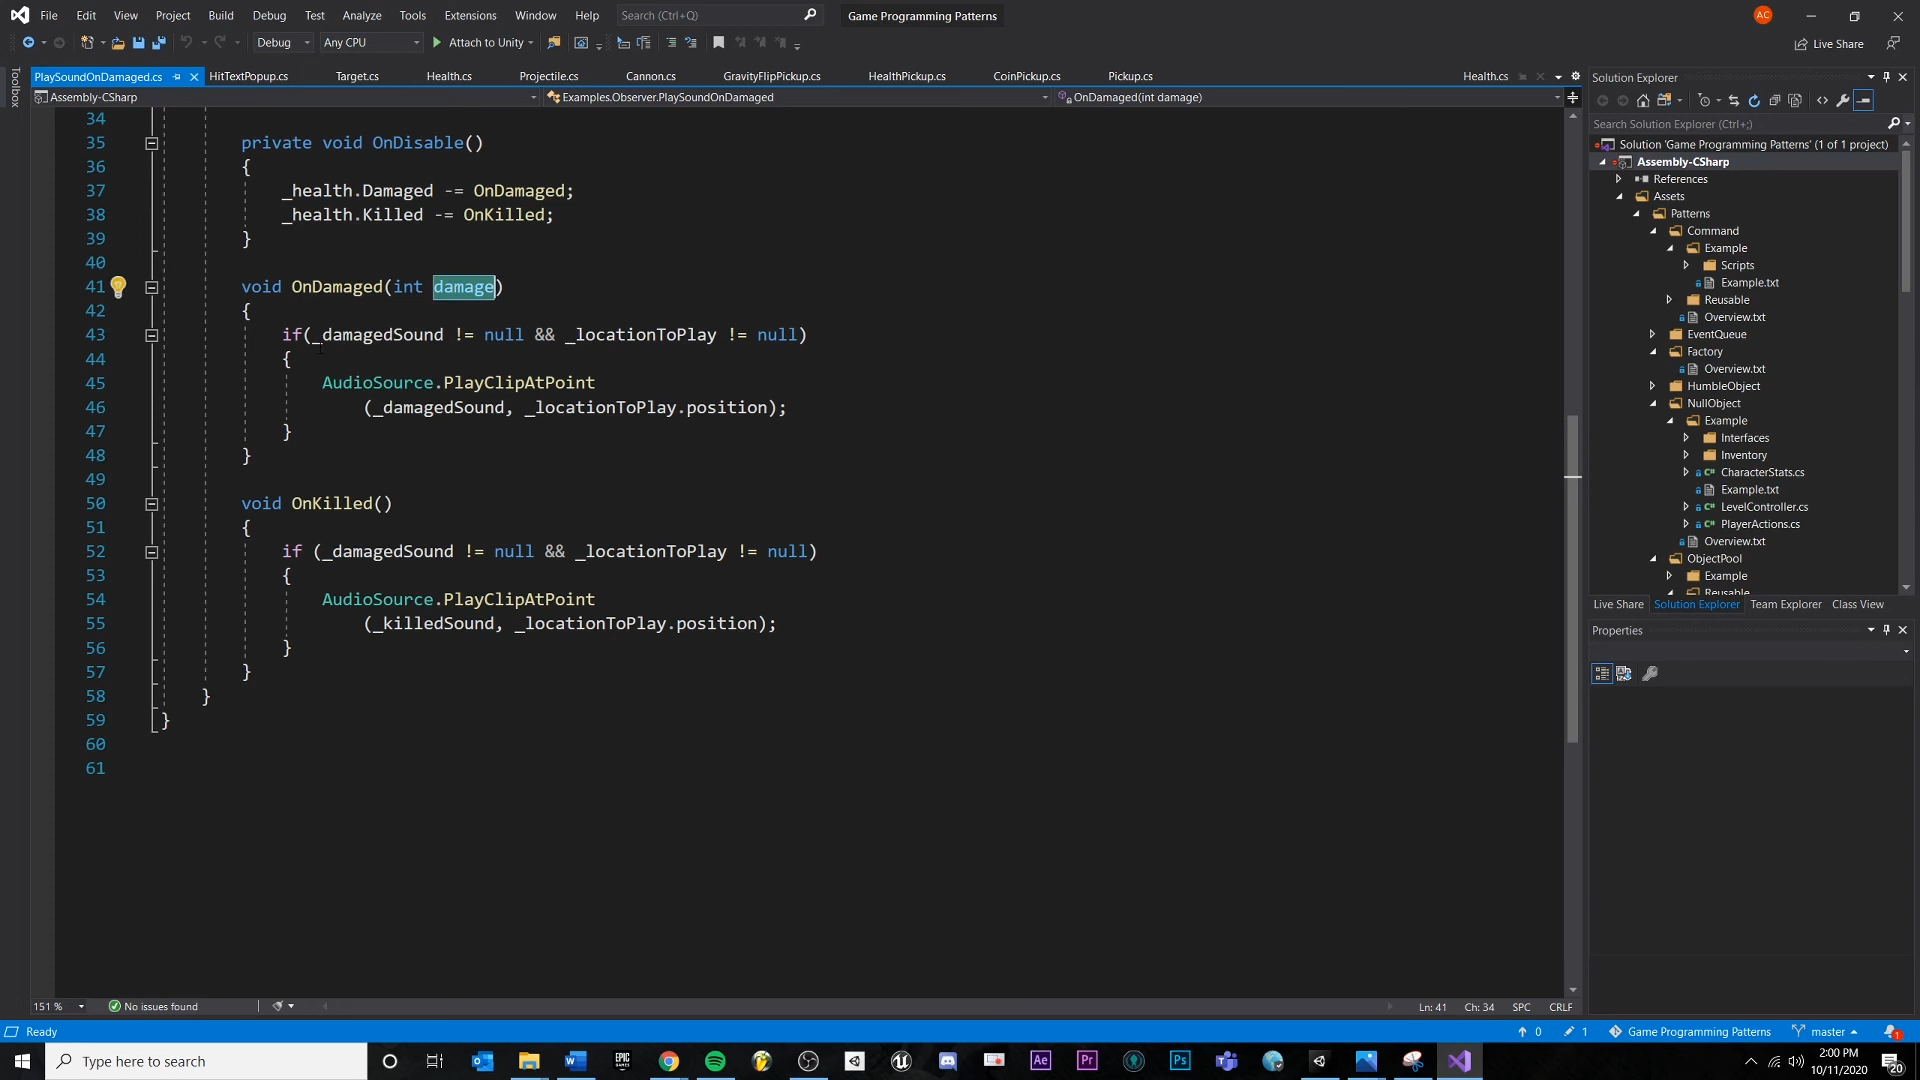 File Edit View Project Build Debug Test Analyze Tools Extensions Window Help Search (Ctrl+Q) Game Programming Patterns AC
Debug Any CPU Attach to Unity Live Share
Toolbox
PlaySoundOnDamaged.cs HitTextPopup.cs Target.cs Health.cs Projectile.cs Cannon.cs GravityFlipPickup.cs HealthPickup.cs CoinPickup.cs Pickup.cs Health.cs
Assembly-CSharp Examples.Observer.PlaySoundOnDamaged OnDamaged(int damage)
34
35 private void OnDisable()
36 {
37 _health.Damaged -= OnDamaged;
38 _health.Killed -= OnKilled;
39 }
40
41 void OnDamaged(int damage)
42 {
43 if(_damagedSound != null && _locationToPlay != null)
44 {
45 AudioSource.PlayClipAtPoint
46 (_damagedSound, _locationToPlay.position);
47 }
48 }
49
50 void OnKilled()
51 {
52 if (_damagedSound != null && _locationToPlay != null)
53 {
54 AudioSource.PlayClipAtPoint
55 (_killedSound, _locationToPlay.position);
56 }
57 }
58 }
59 }
60
61
Solution Explorer
Search Solution Explorer (Ctrl+;)
Solution 'Game Programming Patterns' (1 of 1 project)
Assembly-CSharp
References
Assets
Patterns
Command
Example
Scripts
Example.txt
Reusable
Overview.txt
EventQueue
Factory
Overview.txt
HumbleObject
NullObject
Example
Interfaces
Inventory
CharacterStats.cs
Example.txt
LevelController.cs
PlayerActions.cs
Overview.txt
ObjectPool
Example
Reusable
Live Share Solution Explorer Team Explorer Class View
Properties
151 % No issues found Ln: 41 Ch: 34 SPC CRLF
Ready 0 1 Game Programming Patterns master 1
Type here to search
EPIC GAMES Ae Pr Ps
2:00 PM
10/11/2020
20